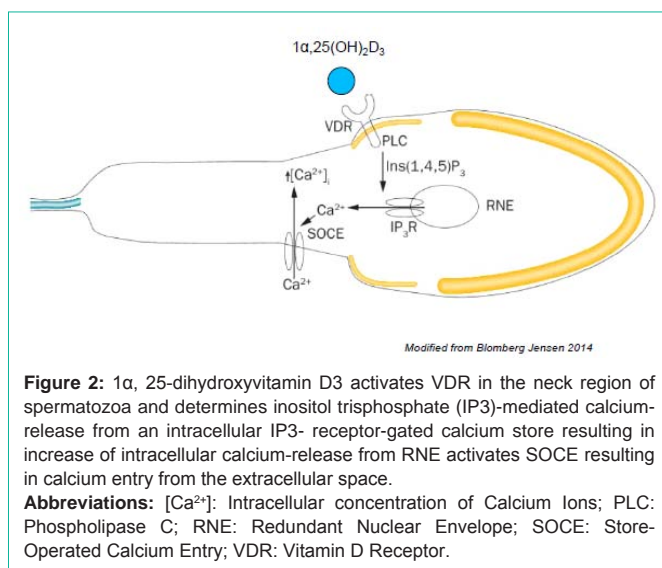 1α,25(OH)₂D₃
VDR
PLC
Ins(1,4,5)P₃
↑[Ca²⁺]ᵢ
Ca²⁺
RNE
IP₃R
SOCE
Ca²⁺
Modified from Blomberg Jensen 2014
Figure 2: 1α, 25-dihydroxyvitamin D3 activates VDR in the neck region of
spermatozoa and determines inositol trisphosphate (IP3)-mediated calcium-
release from an intracellular IP3- receptor-gated calcium store resulting in
increase of intracellular calcium-release from RNE activates SOCE resulting
in calcium entry from the extracellular space.
Abbreviations: [Ca²⁺]: Intracellular concentration of Calcium Ions; PLC:
Phospholipase C; RNE: Redundant Nuclear Envelope; SOCE: Store-
Operated Calcium Entry; VDR: Vitamin D Receptor.